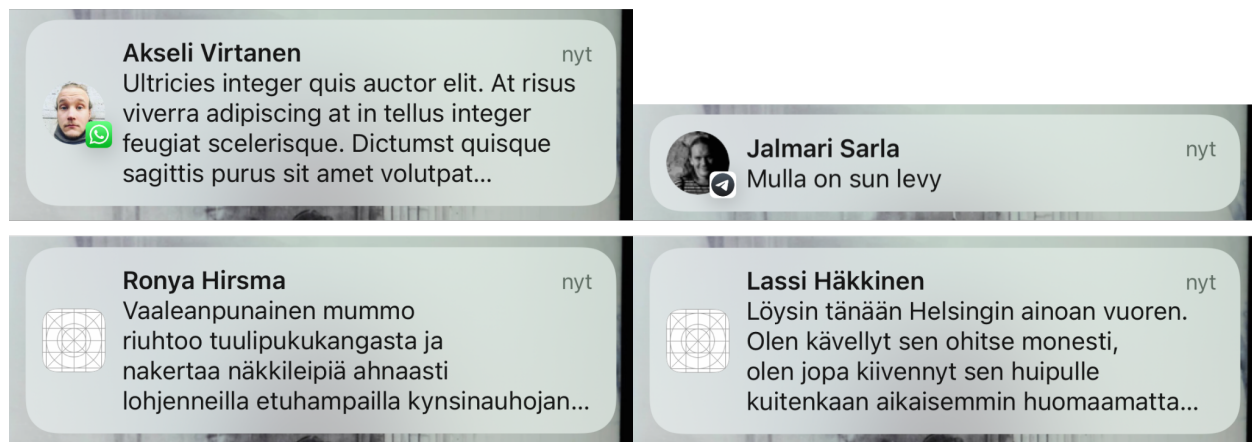 Akseli Virtanen
nyt
Ultricies integer quis auctor elit. At risus
viverra adipiscing at in tellus integer
feugiat scelerisque. Dictumst quisque
sagittis purus sit amet volutpat...
Jalmari Sarla
nyt
Mulla on sun levy
Ronya Hirsma
nyt
Vaaleanpunainen mummo
riuhtoo tuulipukukangasta ja
nakertaa näkkileipiä ahnaasti
lohjenneilla etuhampailla kynsinauhojan...
Lassi Häkkinen
nyt
Löysin tänään Helsingin ainoan vuoren.
Olen kävellyt sen ohitse monesti,
olen jopa kiivennyt sen huipulle
kuitenkaan aikaisemmin huomaamatta...